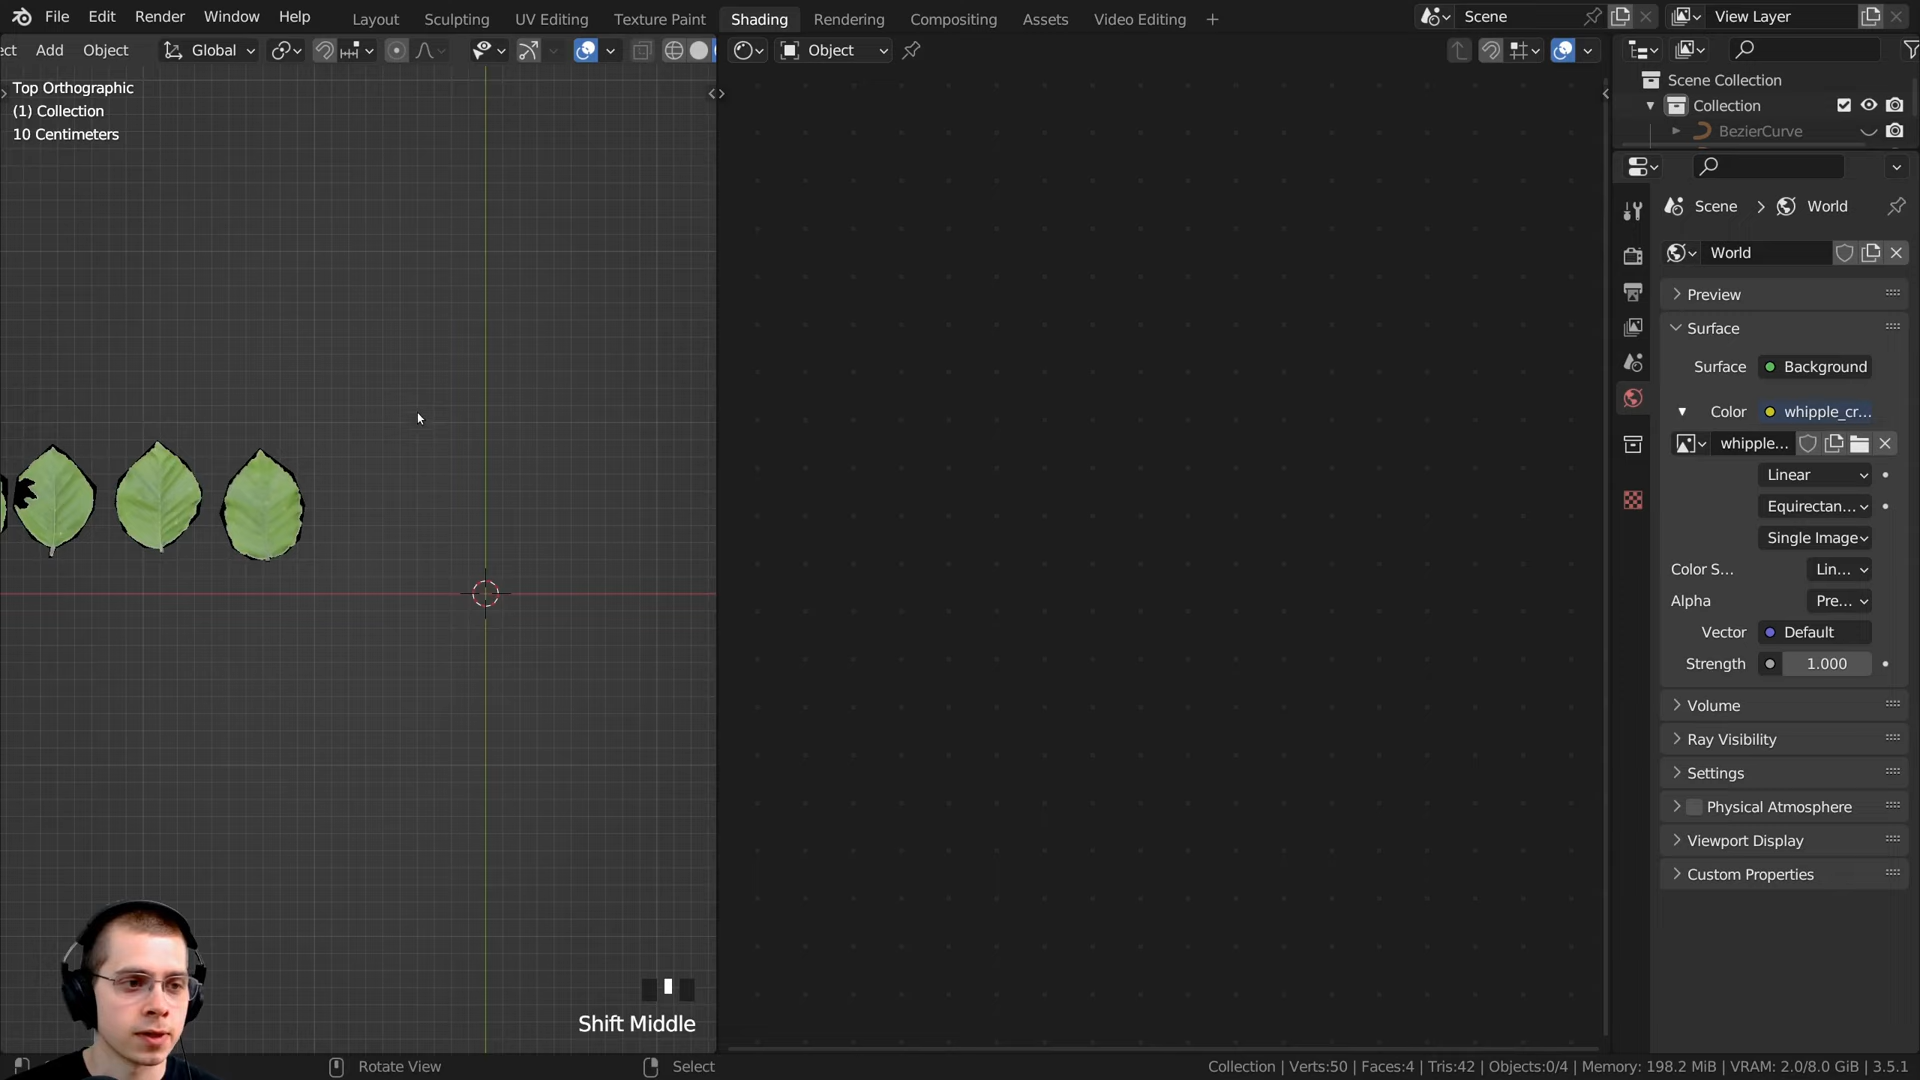 File Edit Render Window Help Layout Sculpting UV Editing Texture Paint Shading Rendering Compositing Assets Video Editing Scene View Layer
Add Object Global Object
Top Orthographic
(1) Collection
10 Centimeters
Scene Collection
Collection
BezierCurve
Scene > World
World
Preview
Surface
Surface Background
Color whipple_cr...
whipple...
Linear
Equirectan...
Single Image
Color S... Lin...
Alpha Pre...
Vector Default
Strength 1.000
Volume
Ray Visibility
Settings
Physical Atmosphere
Viewport Display
Custom Properties
Shift Middle
Rotate View Select Collection | Verts:50 | Faces:4 | Tris:42 | Objects:0/4 | Memory: 198.2 MiB | VRAM: 2.0/8.0 GiB | 3.5.1